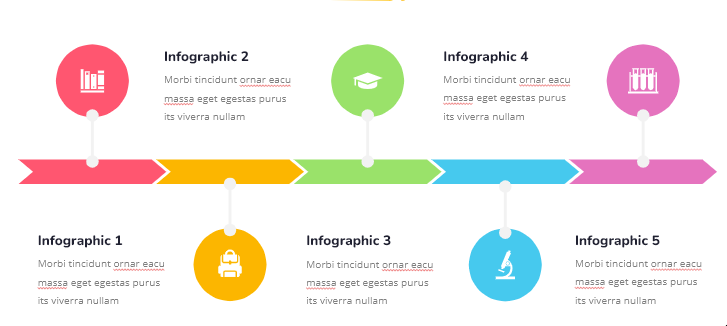 Infographic 2
Morbi tincidunt ornar eacu
massa eget egestas purus
its viverra nullam
Infographic 4
Morbi tincidunt ornar eacu
massa eget egestas purus
its viverra nullam
Infographic 1
Morbi tincidunt ornar eacu
massa eget egestas purus
its viverra nullam
Infographic 3
Morbi tincidunt ornar eacu
massa eget egestas purus
its viverra nullam
Infographic 5
Morbi tincidunt ornar eacu
massa eget egestas purus
its viverra nullam